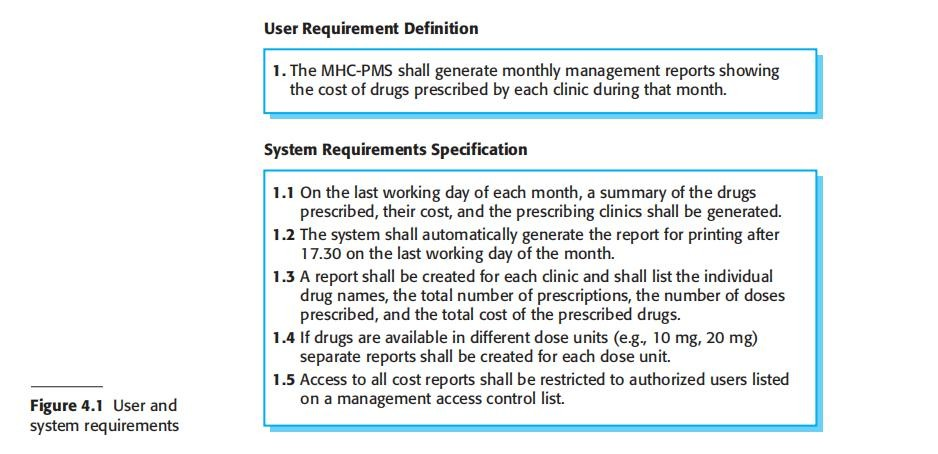 User Requirement Definition
1. The MHC-PMS shall generate monthly management reports showing
the cost of drugs prescribed by each clinic during that month.
System Requirements Specification
1.1 On the last working day of each month, a summary of the drugs
prescribed, their cost, and the prescribing clinics shall be generated.
1.2 The system shall automatically generate the report for printing after
17.30 on the last working day of the month.
1.3 A report shall be created for each clinic and shall list the individual
drug names, the total number of prescriptions, the number of doses
prescribed, and the total cost of the prescribed drugs.
1.4 If drugs are available in different dose units (e.g., 10 mg, 20 mg)
separate reports shall be created for each dose unit.
1.5 Access to all cost reports shall be restricted to authorized users listed
on a management access control list.
Figure 4.1 User and
system requirements